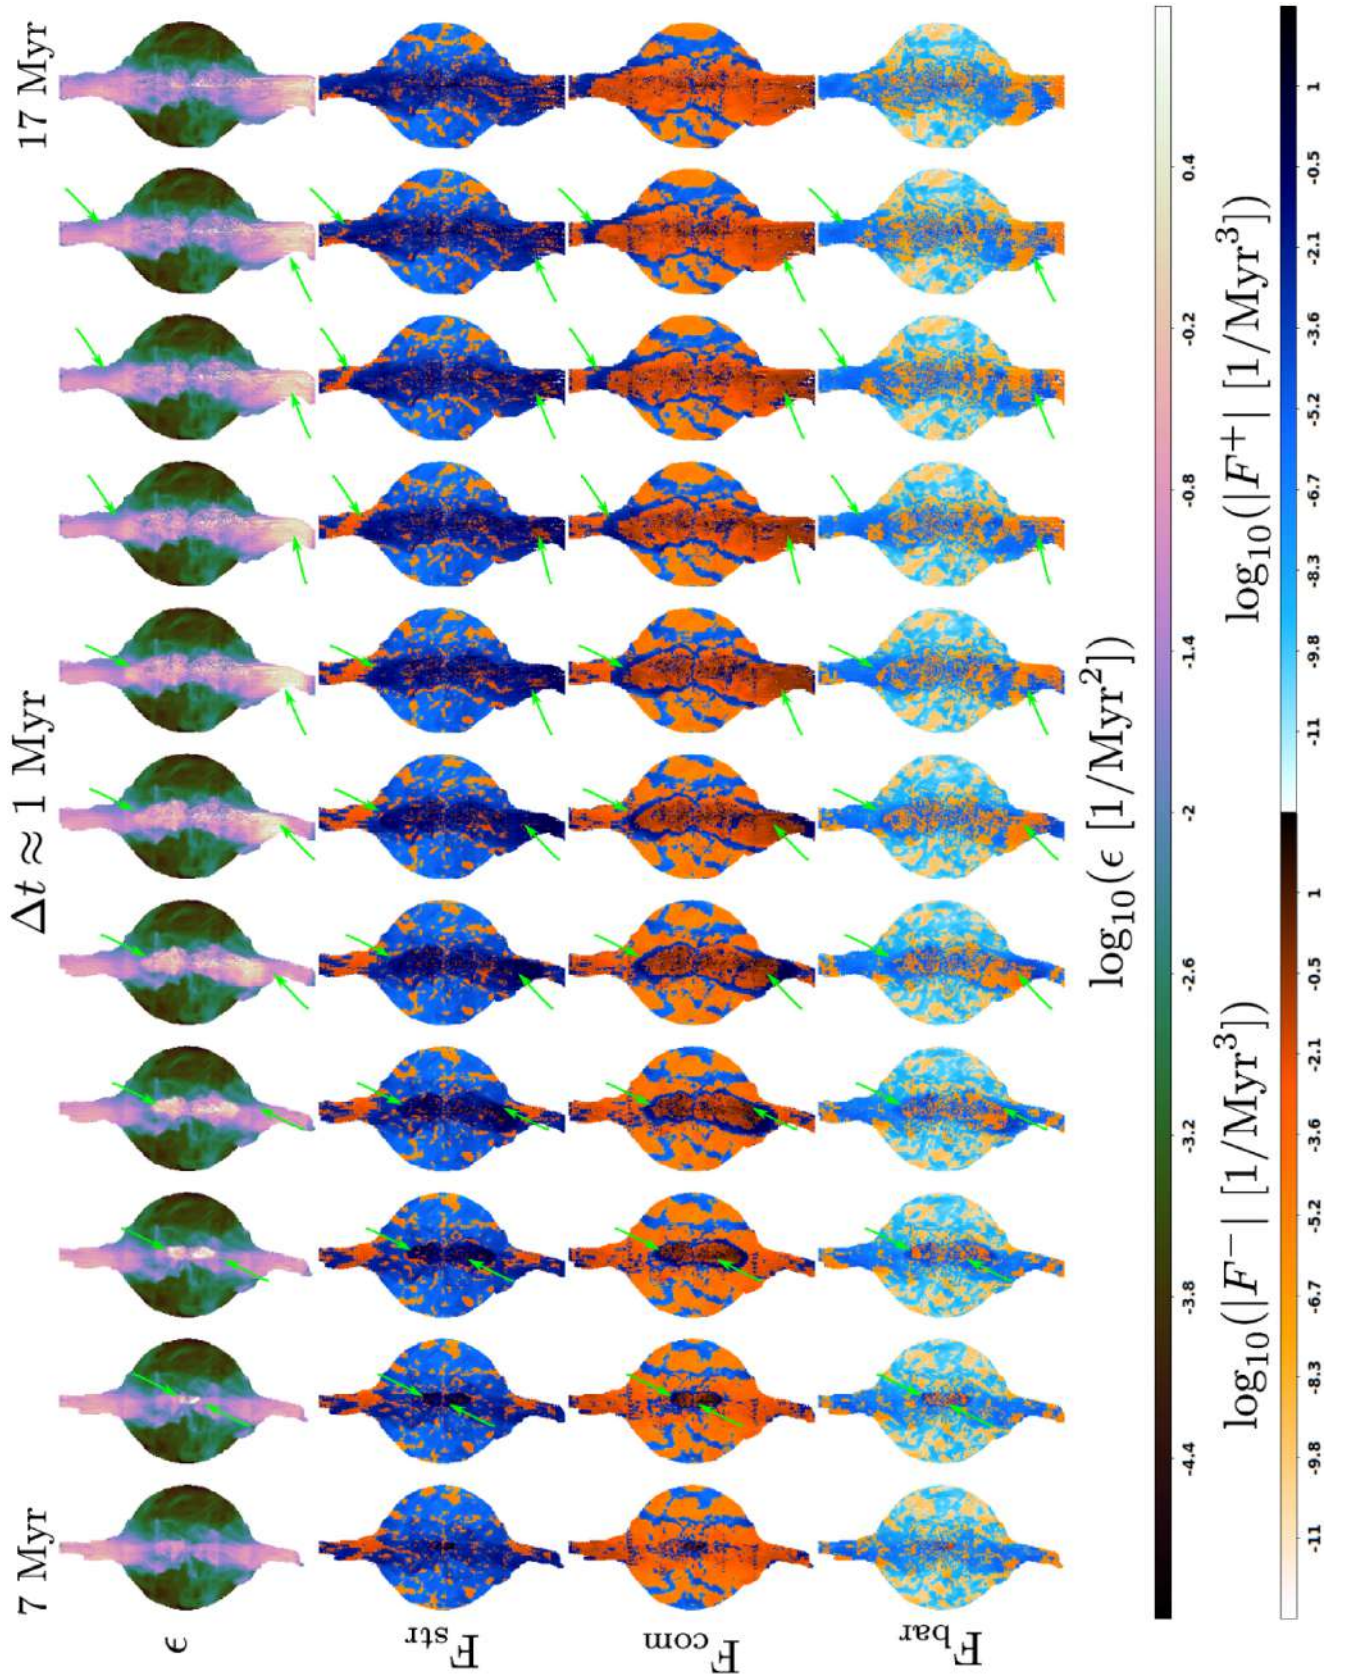 7 Myr
Δt ≈ 1 Myr
17 Myr
ϵ
F_str
F_com
F_bar
-4.4 -3.8 -3.2 -2.6 -2 -1.4 -0.8 -0.2 0.4
log₁₀(ϵ [1/Myr²])
log₁₀(|F⁻| [1/Myr³])
log₁₀(|F⁺| [1/Myr³])
-11 -9.8 -8.3 -6.7 -5.2 -3.6 -2.1 -0.5 1 -11 -9.8 -8.3 -6.7 -5.2 -3.6 -2.1 -0.5 1